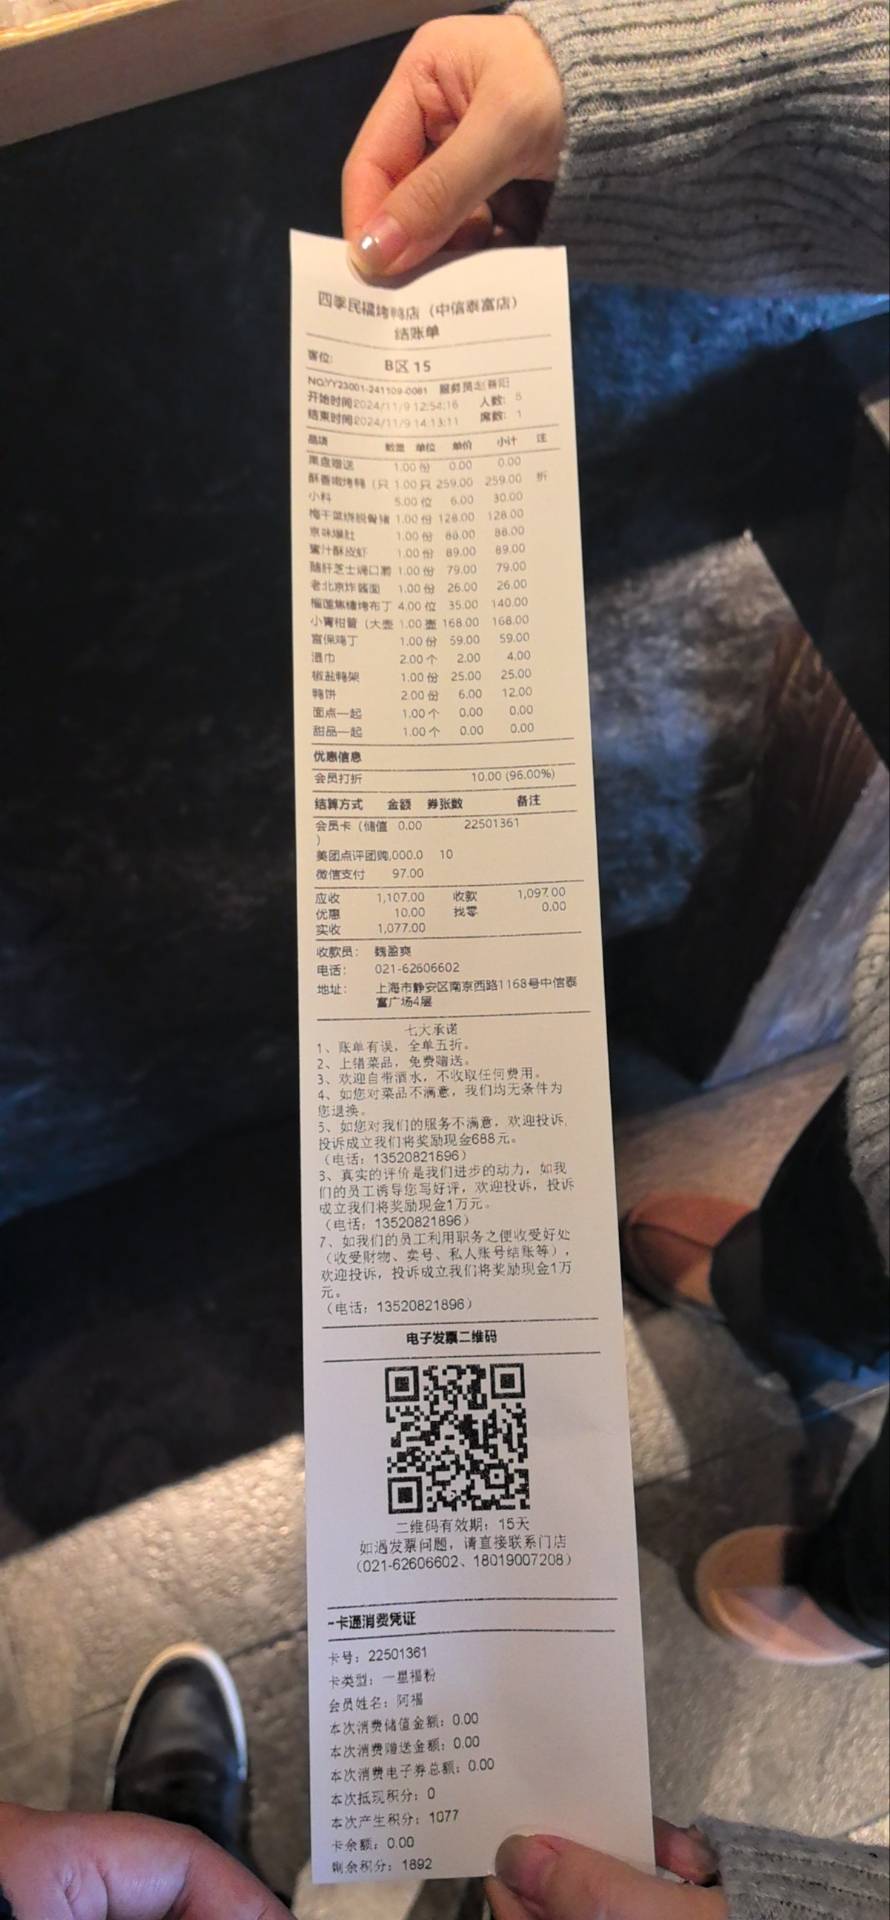 四季民福烤鸭店（中信泰富店）
结账单
客位: B区 15
NO:YY23001-241109-0081 服务员:
开始时间2024/11/9 12:54:16 人数: 5
结束时间2024/11/9 14:13:11 席数: 1
品项 数量 单位 单价 小计 注
果盘赠送 1.00 份 0.00 0.00
酥香嫩烤鸭（只 1.00 只 259.00 259.00 折
小料 5.00 位 6.00 30.00
梅干菜烧脱骨猪 1.00 份 128.00 128.00
京味爆肚 1.00 份 88.00 88.00
蜜汁酥皮虾 1.00 份 89.00 89.00
鹅肝芝士 1.00 份 79.00 79.00
老北京炸酱面 1.00 份 26.00 26.00
榴莲焦糖烤布丁 4.00 位 35.00 140.00
小青柑普（大壶 1.00 壶 168.00 168.00
宫保鸡丁 1.00 份 59.00 59.00
湿巾 2.00 个 2.00 4.00
椒盐鸭架 1.00 份 25.00 25.00
鸭饼 2.00 份 6.00 12.00
面点一起 1.00 个 0.00 0.00
甜品一起 1.00 个 0.00 0.00
优惠信息
会员打折 10.00 (96.00%)
结算方式 金额 券张数 备注
会员卡（储值 0.00 22501361
）
美团点评团购,000.0 10
微信支付 97.00
应收 1,107.00 收款 1,097.00
优惠 10.00 找零 0.00
实收 1,077.00
收款员: 魏盈爽
电话: 021-62606602
地址: 上海市静安区南京西路1168号中信泰
富广场4层
七大承诺
1、账单有误，全单五折。
2、上错菜品，免费赠送。
3、欢迎自带酒水，不收取任何费用。
4、如您对菜品不满意，我们均无条件为
您退换。
5、如您对我们的服务不满意，欢迎投诉，
投诉成立我们将奖励现金688元。
（电话：13520821896）
6、真实的评价是我们进步的动力，如我
们的员工诱导您写好评，欢迎投诉，投诉
成立我们将奖励现金1万元。
（电话：13520821896）
7、如我们的员工利用职务之便收受好处
（收受财物、卖号、私人账号结账等），
欢迎投诉，投诉成立我们将奖励现金1万
元。
（电话：13520821896）
电子发票二维码
二维码有效期：15天
如遇发票问题，请直接联系门店
（021-62606602、18019007208）
一卡通消费凭证
卡号：22501361
卡类型：一星福粉
会员姓名：阿福
本次消费储值金额：0.00
本次消费赠送金额：0.00
本次消费电子券总额：0.00
本次抵现积分：0
本次产生积分：1077
卡余额：0.00
剩余积分：1892